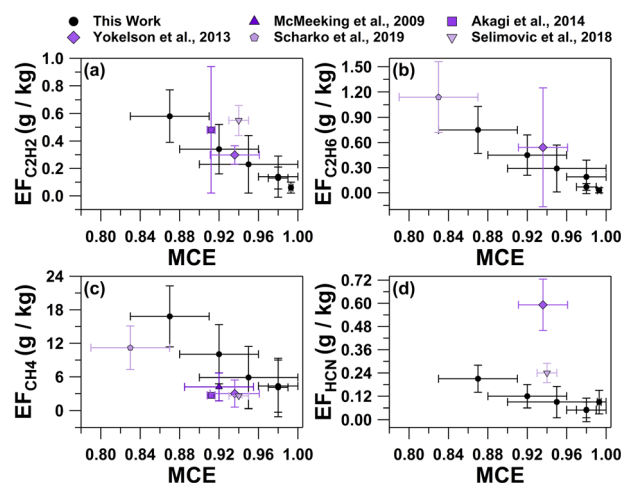 This Work McMeeking et al., 2009 Akagi et al., 2014
Yokelson et al., 2013 Scharko et al., 2019 Selimovic et al., 2018
(a)
EF_C2H2 (g / kg)
0.8
0.6
0.4
0.2
0.0
0.80 0.84 0.88 0.92 0.96 1.00
MCE
(b)
EF_C2H6 (g / kg)
1.50
1.20
0.90
0.60
0.30
0.00
0.80 0.84 0.88 0.92 0.96 1.00
MCE
(c)
EF_CH4 (g / kg)
24
18
12
6
0
0.80 0.84 0.88 0.92 0.96 1.00
MCE
(d)
EF_HCN (g / kg)
0.72
0.60
0.48
0.36
0.24
0.12
0.00
0.80 0.84 0.88 0.92 0.96 1.00
MCE